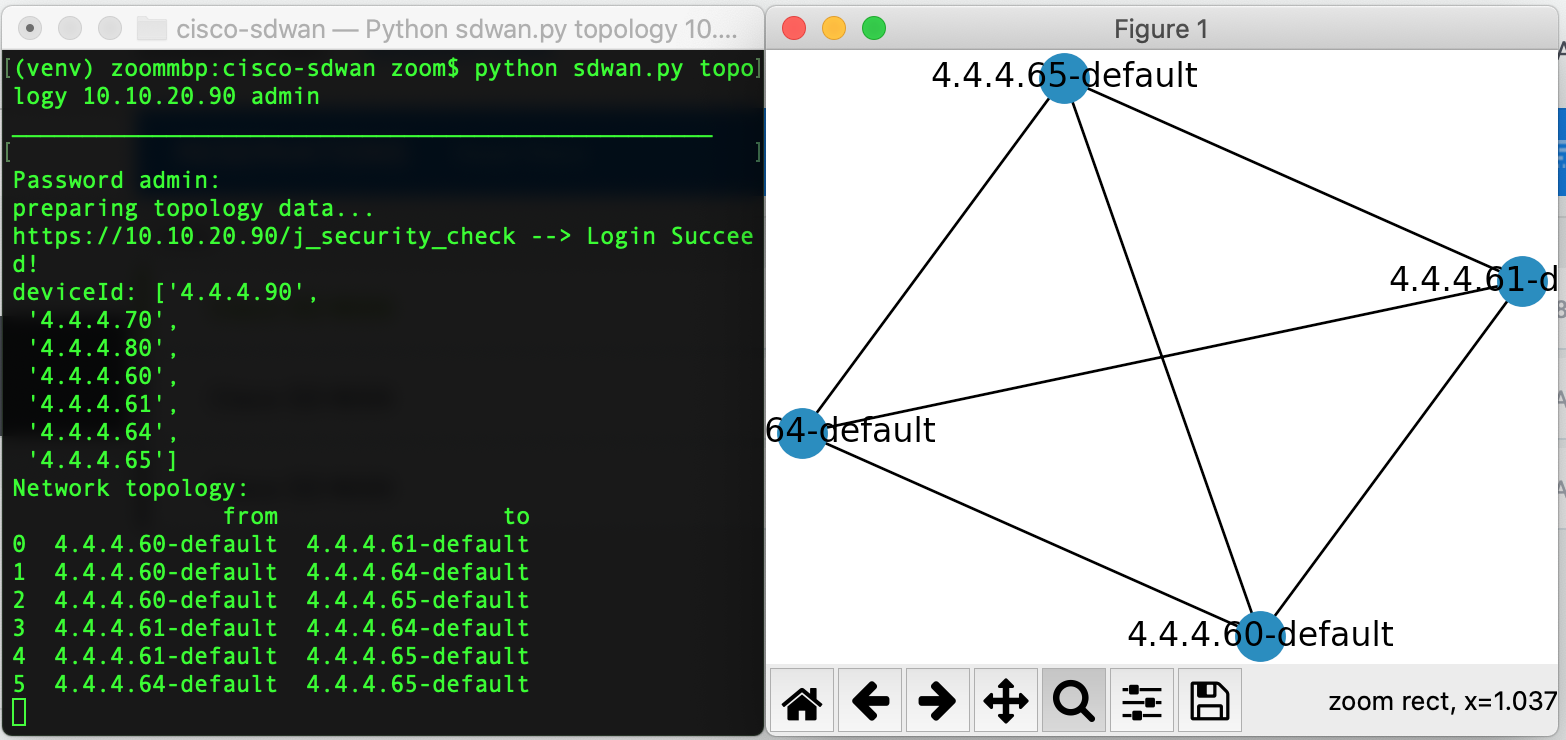 cisco-sdwan — Python sdwan.py topology 10....
(venv) zoommbp:cisco-sdwan zoom$ python sdwan.py topo
logy 10.10.20.90 admin
Password admin:
preparing topology data...
https://10.10.20.90/j_security_check --> Login Succee
d!
deviceId: ['4.4.4.90',
'4.4.4.70',
'4.4.4.80',
'4.4.4.60',
'4.4.4.61',
'4.4.4.64',
'4.4.4.65']
Network topology:
from to
0 4.4.4.60-default 4.4.4.61-default
1 4.4.4.60-default 4.4.4.64-default
2 4.4.4.60-default 4.4.4.65-default
3 4.4.4.61-default 4.4.4.64-default
4 4.4.4.61-default 4.4.4.65-default
5 4.4.4.64-default 4.4.4.65-default
Figure 1
4.4.4.65-default
4.4.4.61-d
64-default
4.4.4.60-default
zoom rect, x=1.037